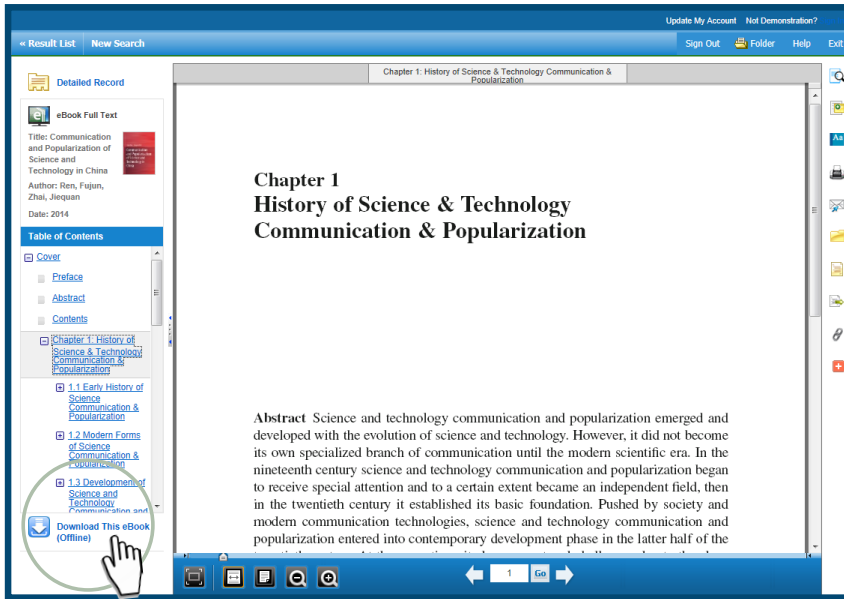 Update My Account Not Demonstration?
« Result List New Search
Sign Out Folder Help Exit
Detailed Record
eBook Full Text
Title: Communication
and Popularization of
Science and
Technology in China
Author: Ren, Fujun,
Zhai, Jiequan
Date: 2014
Table of Contents
Cover
Preface
Abstract
Contents
Chapter 1: History of
Science & Technology
Communication &
Popularization
1.1 Early History of
Science
Communication &
Popularization
1.2 Modern Forms
of Science
Communication &
Popularization
1.3 Development of
Science and
Technology
Communication and
Download This eBook
(Offline)
Chapter 1: History of Science & Technology Communication &
Popularization
Chapter 1
History of Science & Technology
Communication & Popularization
Abstract Science and technology communication and popularization emerged and
developed with the evolution of science and technology. However, it did not become
its own specialized branch of communication until the modern scientific era. In the
nineteenth century science and technology communication and popularization began
to receive special attention and to a certain extent became an independent field, then
in the twentieth century it established its basic foundation. Pushed by society and
modern communication technologies, science and technology communication and
popularization entered into contemporary development phase in the latter half of the
1 Go